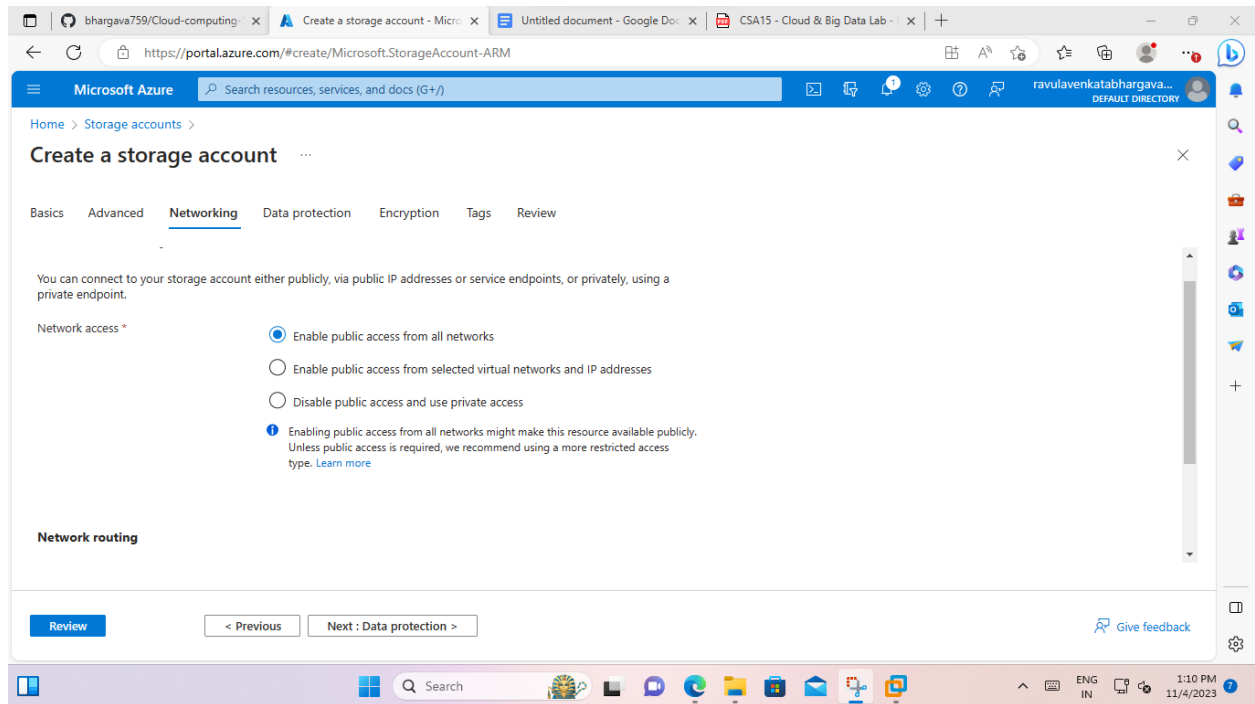 bhargava759/Cloud-computing-
Create a storage account - Micro
Untitled document - Google Doc
CSA15 - Cloud & Big Data Lab -
https://portal.azure.com/#create/Microsoft.StorageAccount-ARM
Microsoft Azure
Search resources, services, and docs (G+/)
1
ravulavenkatabhargava...
DEFAULT DIRECTORY
Home > Storage accounts >
Create a storage account ...
Basics Advanced Networking Data protection Encryption Tags Review
You can connect to your storage account either publicly, via public IP addresses or service endpoints, or privately, using a
private endpoint.
Network access *
Enable public access from all networks
Enable public access from selected virtual networks and IP addresses
Disable public access and use private access
Enabling public access from all networks might make this resource available publicly.
Unless public access is required, we recommend using a more restricted access
type. Learn more
Network routing
Review
< Previous
Next : Data protection >
Give feedback
Search
ENG
IN
1:10 PM
11/4/2023
7